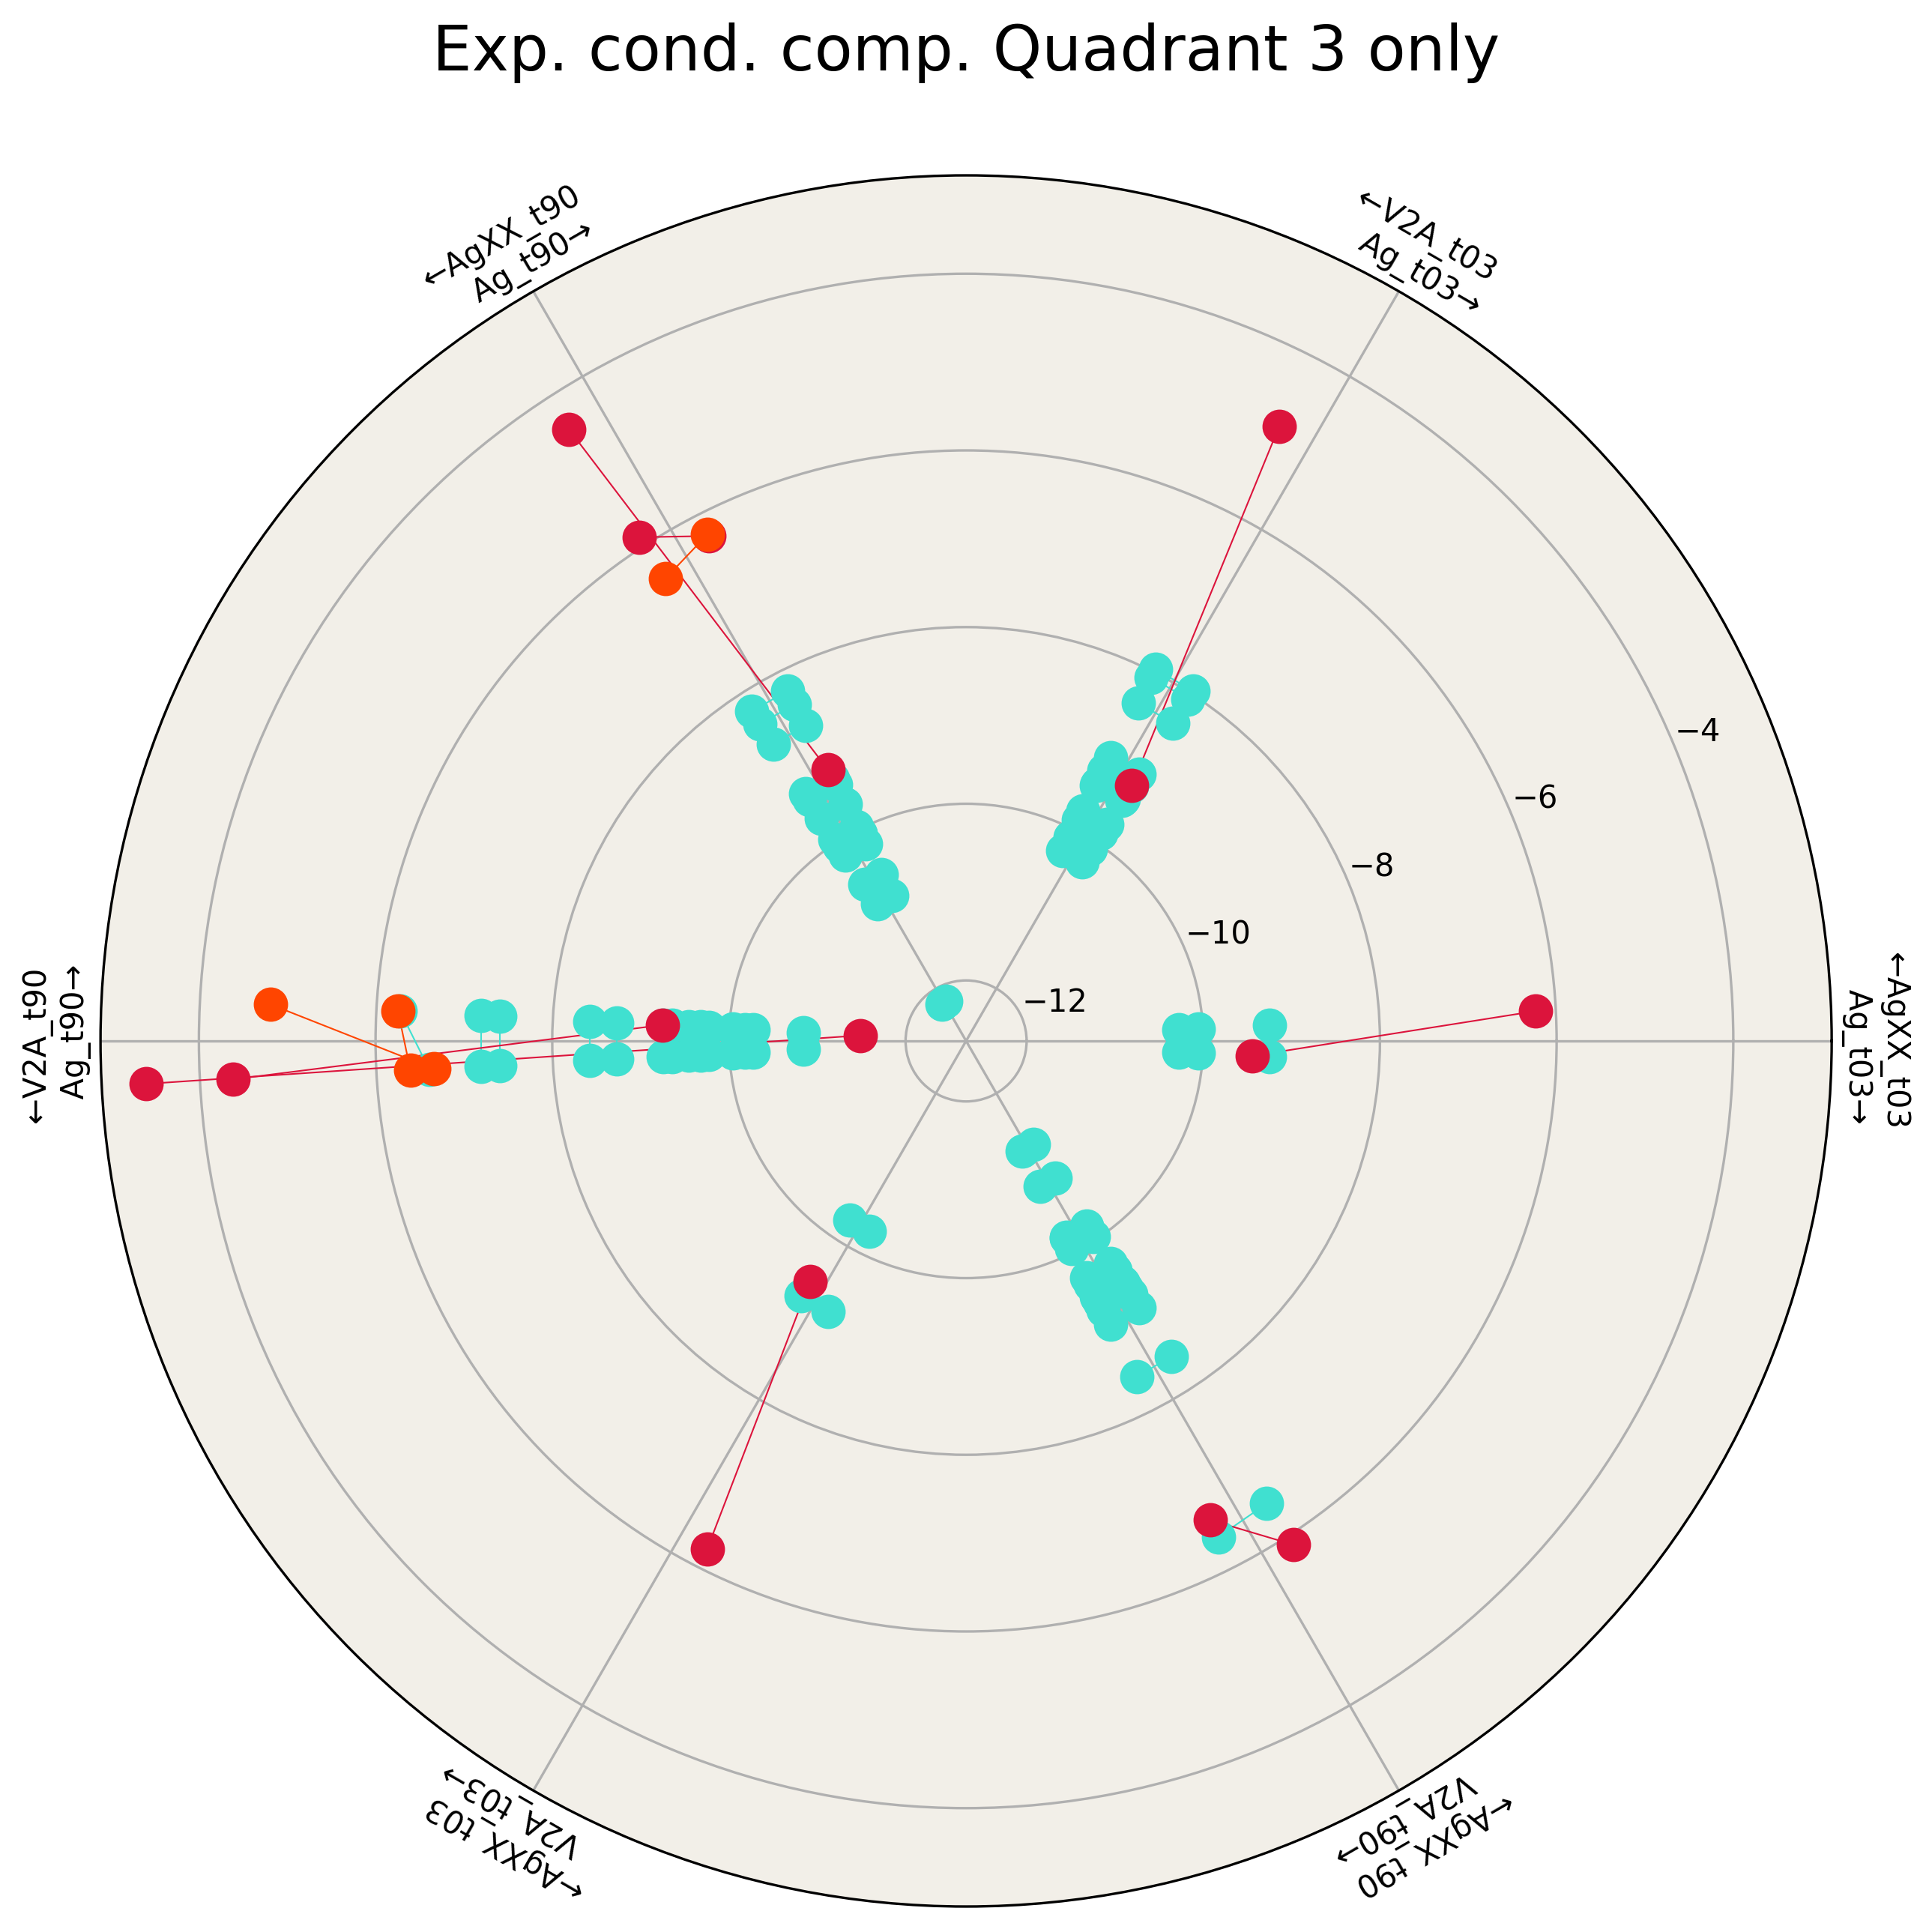 Exp. cond. comp. Quadrant 3 only
←AgXX_t90
Ag_t90→
←V2A_t03
Ag_t03→
−4
−6
−8
−10
−12
←V2A_t90
Ag_t90→
←AgXX_t03
Ag_t03→
V2A_t03→
←AgXX_t03
V2A_t90→
←AgXX_t90